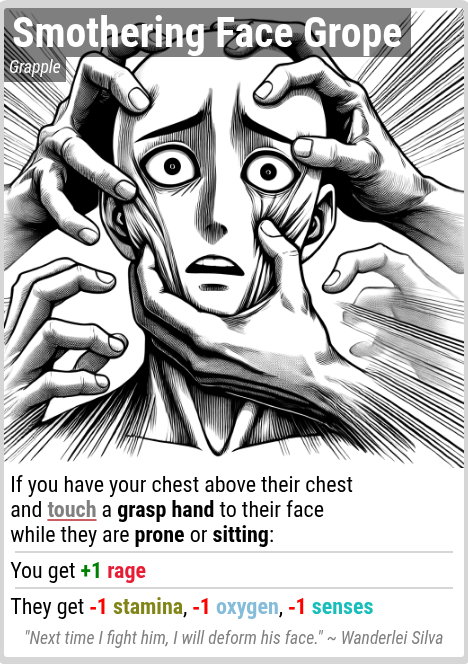 Smothering Face Grope
Grapple
If you have your chest above their chest
and touch a grasp hand to their face
while they are prone or sitting:
You get +1 rage
They get -1 stamina, -1 oxygen, -1 senses
"Next time I fight him, I will deform his face." ~ Wanderlei Silva